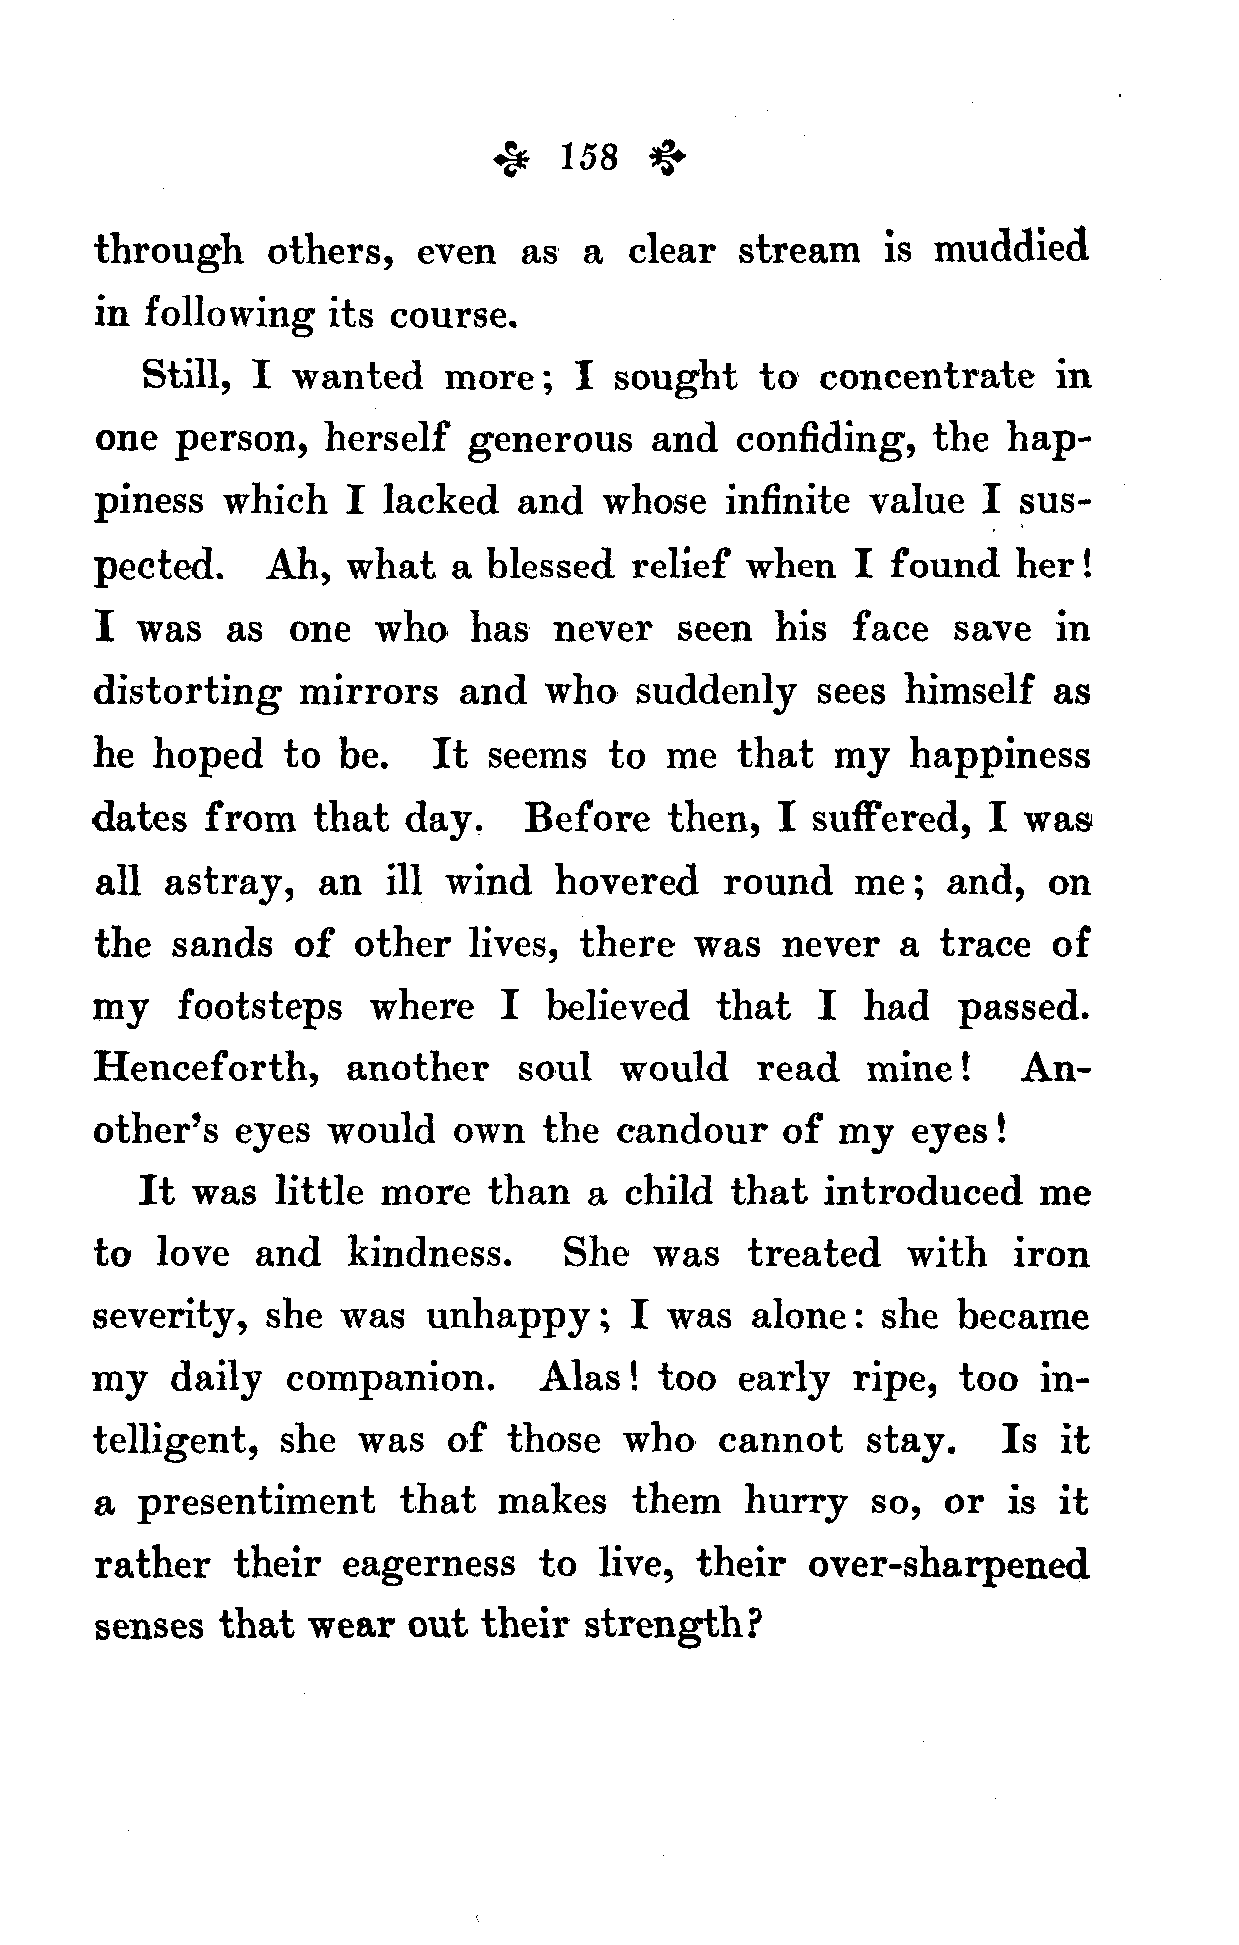 158
through others, even as a clear stream is muddied
in following its course.
Still, I wanted more; I sought to concentrate in
one person, herself generous and confiding, the hap-
piness which I lacked and whose infinite value I sus-
pected. Ah, what a blessed relief when I found her!
I was as one who has never seen his face save in
distorting mirrors and who suddenly sees himself as
he hoped to be. It seems to me that my happiness
dates from that day. Before then, I suffered, I was
all astray, an ill wind hovered round me; and, on
the sands of other lives, there was never a trace of
my footsteps where I believed that I had passed.
Henceforth, another soul would read mine! An-
other's eyes would own the candour of my eyes!
It was little more than a child that introduced me
to love and kindness. She was treated with iron
severity, she was unhappy; I was alone: she became
my daily companion. Alas! too early ripe, too in-
telligent, she was of those who cannot stay. Is it
a presentiment that makes them hurry so, or is it
rather their eagerness to live, their over-sharpened
senses that wear out their strength?